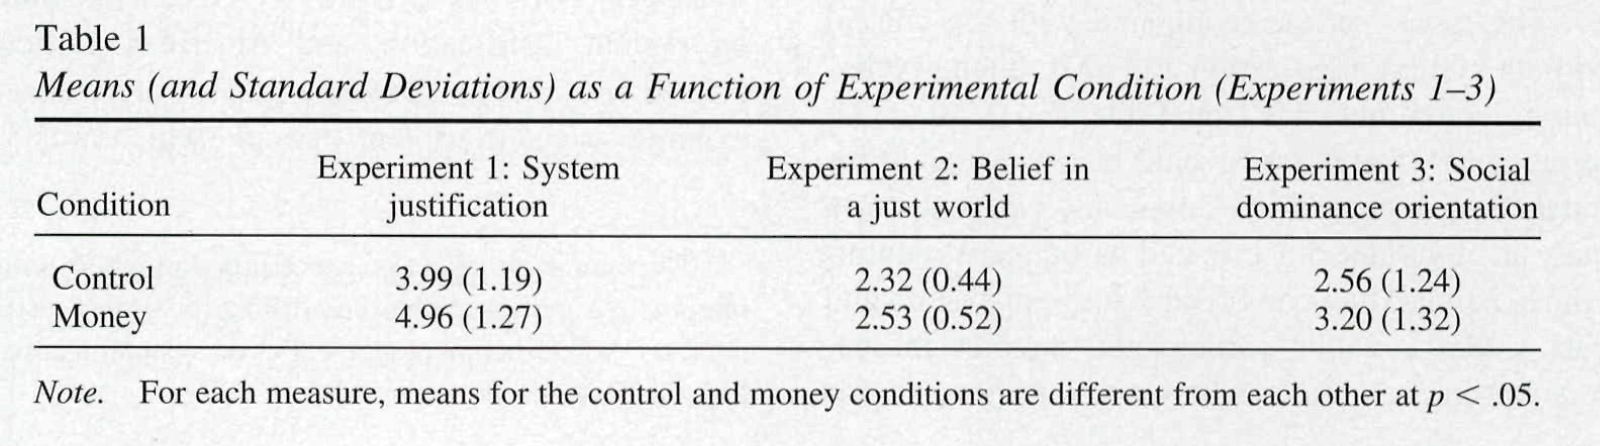 Table 1
Means (and Standard Deviations) as a Function of Experimental Condition (Experiments 1–3)
Experiment 1: System Experiment 2: Belief in Experiment 3: Social
Condition justification a just world dominance orientation
Control 3.99 (1.19) 2.32 (0.44) 2.56 (1.24)
Money 4.96 (1.27) 2.53 (0.52) 3.20 (1.32)
Note. For each measure, means for the control and money conditions are different from each other at p < .05.